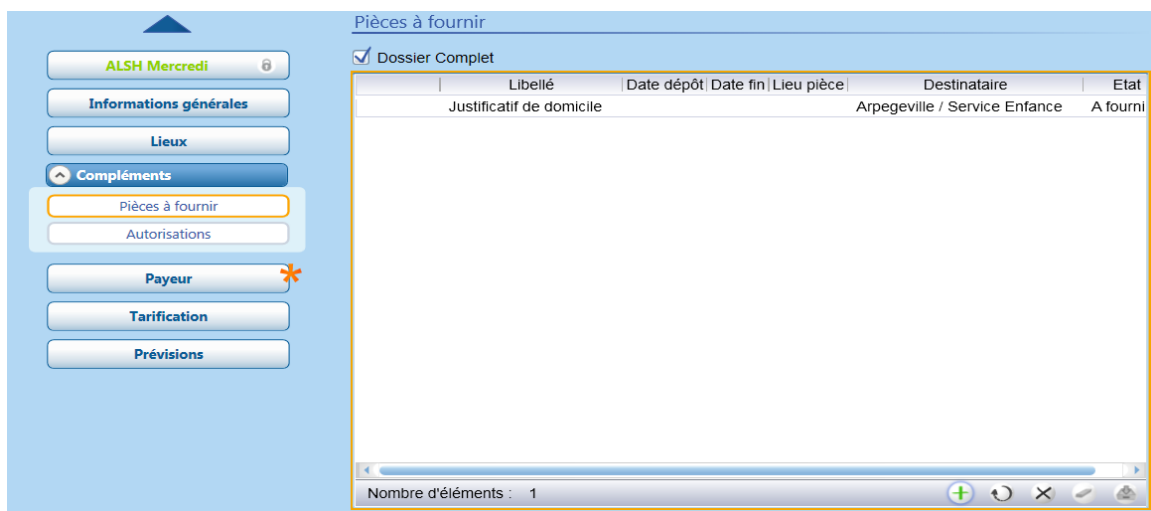 Pièces à fournir
ALSH Mercredi
Informations générales
Lieux
Compléments
Pièces à fournir
Autorisations
Payeur
Tarification
Prévisions
Dossier Complet
Libellé Date dépôt Date fin Lieu pièce Destinataire Etat
Justificatif de domicile Arpegeville / Service Enfance A fourni
Nombre d'éléments : 1